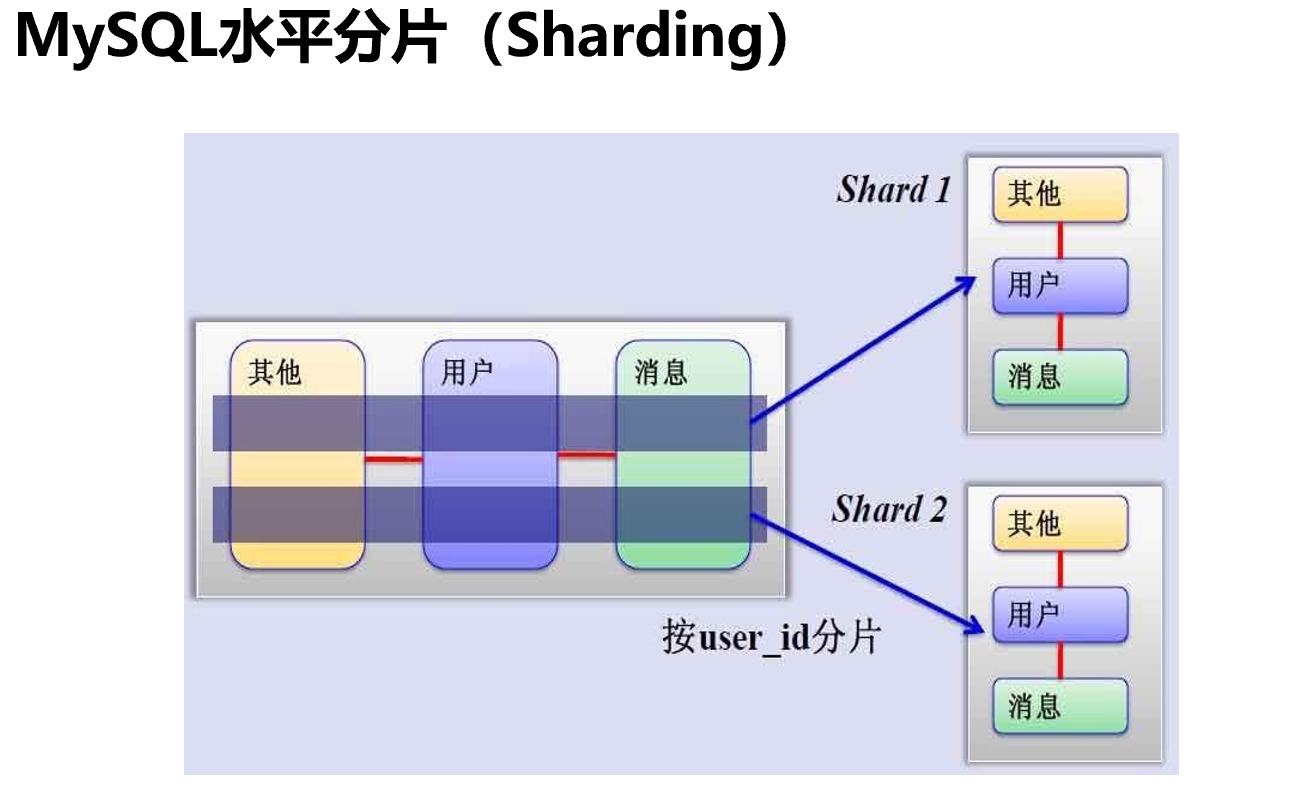 MySQL水平分片（Sharding）
其他
用户
消息
按user_id分片
Shard 1
其他
用户
消息
Shard 2
其他
用户
消息